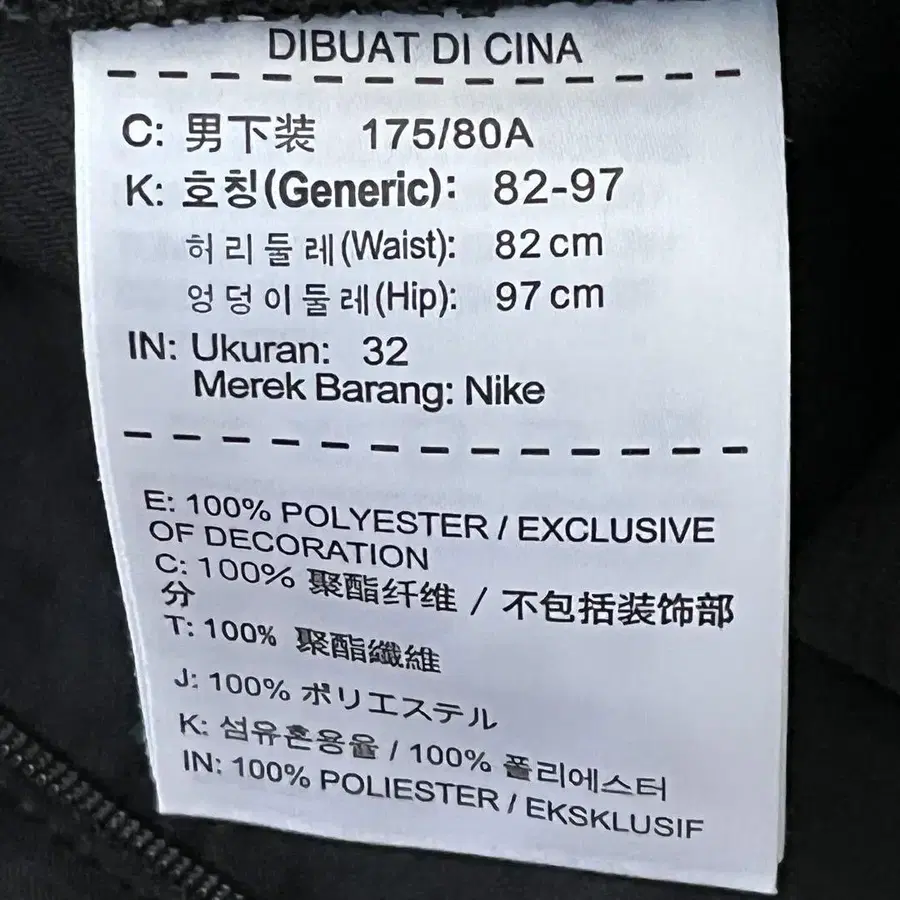 DIBUAT DI CINA
C: 男下装 175/80A
K: 호칭(Generic): 82-97
허리둘레(Waist): 82 cm
엉덩이둘레(Hip): 97 cm
IN: Ukuran: 32
Merek Barang: Nike
E: 100% POLYESTER / EXCLUSIVE
OF DECORATION
C: 100% 聚酯纤维 / 不包括装饰部
分
T: 100% 聚酯纖維
J: 100% ポリエステル
K: 섬유혼용율 / 100% 폴리에스터
IN: 100% POLIESTER / EKSKLUSIF